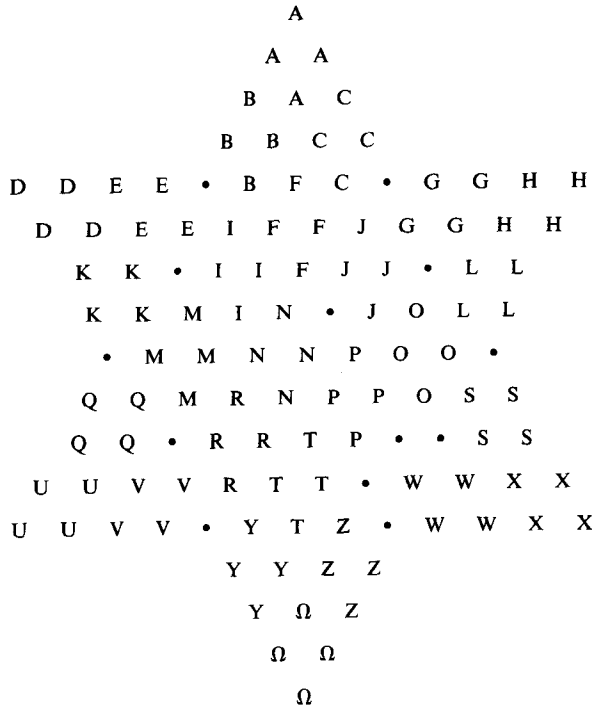 A
A A
B A C
B B C C
D D E E • B F C • G G H H
D D E E I F F J G G H H
K K • I I F J J • L L
K K M I N • J O L L
• M M N N P O O •
Q Q M R N P P O S S
Q Q • R R T P • • S S
U U V V R T T • W W X X
U U V V • Y T Z • W W X X
Y Y Z Z
Y Ω Z
Ω Ω
Ω